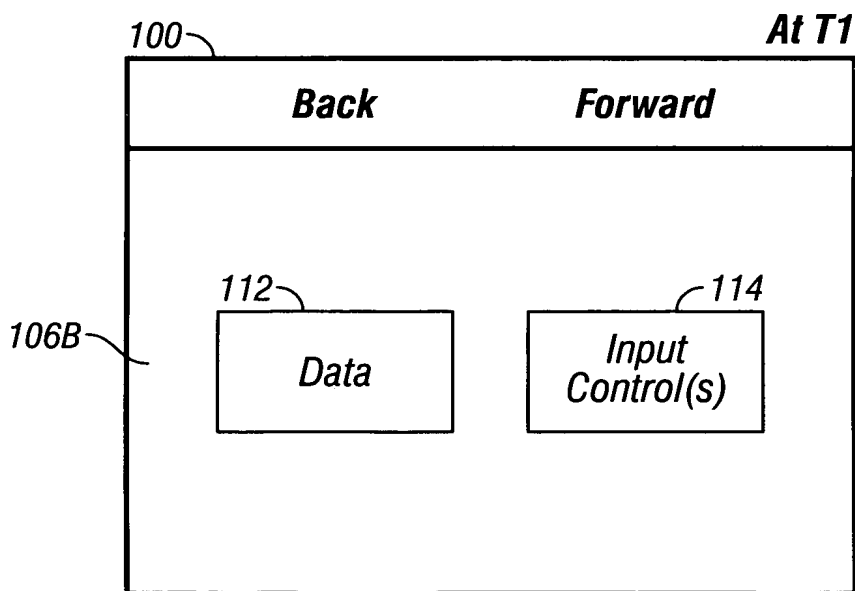 100
At T1
Back Forward
112
114
106B
Data
Input
Control(s)